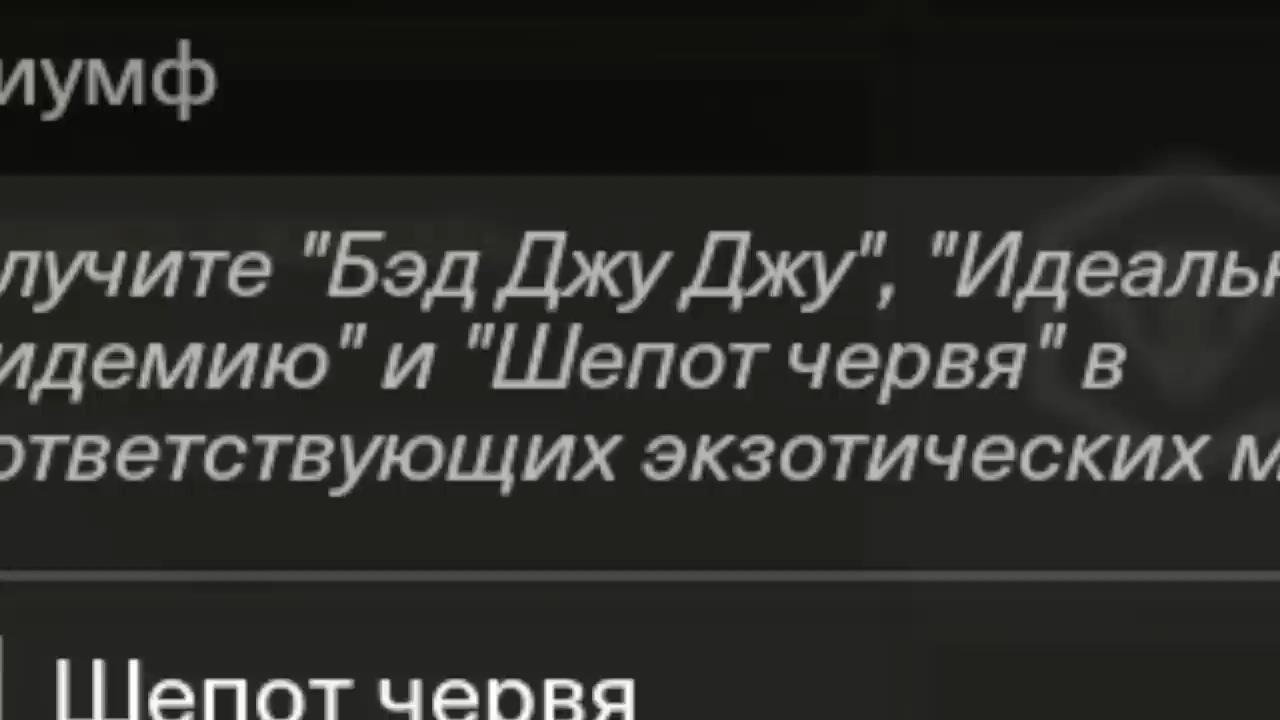 иумф
лучите "Бэд Джу Джу", "Идеальн
идемию" и "Шепот червя" в
ответствующих экзотических м
Шепот червя